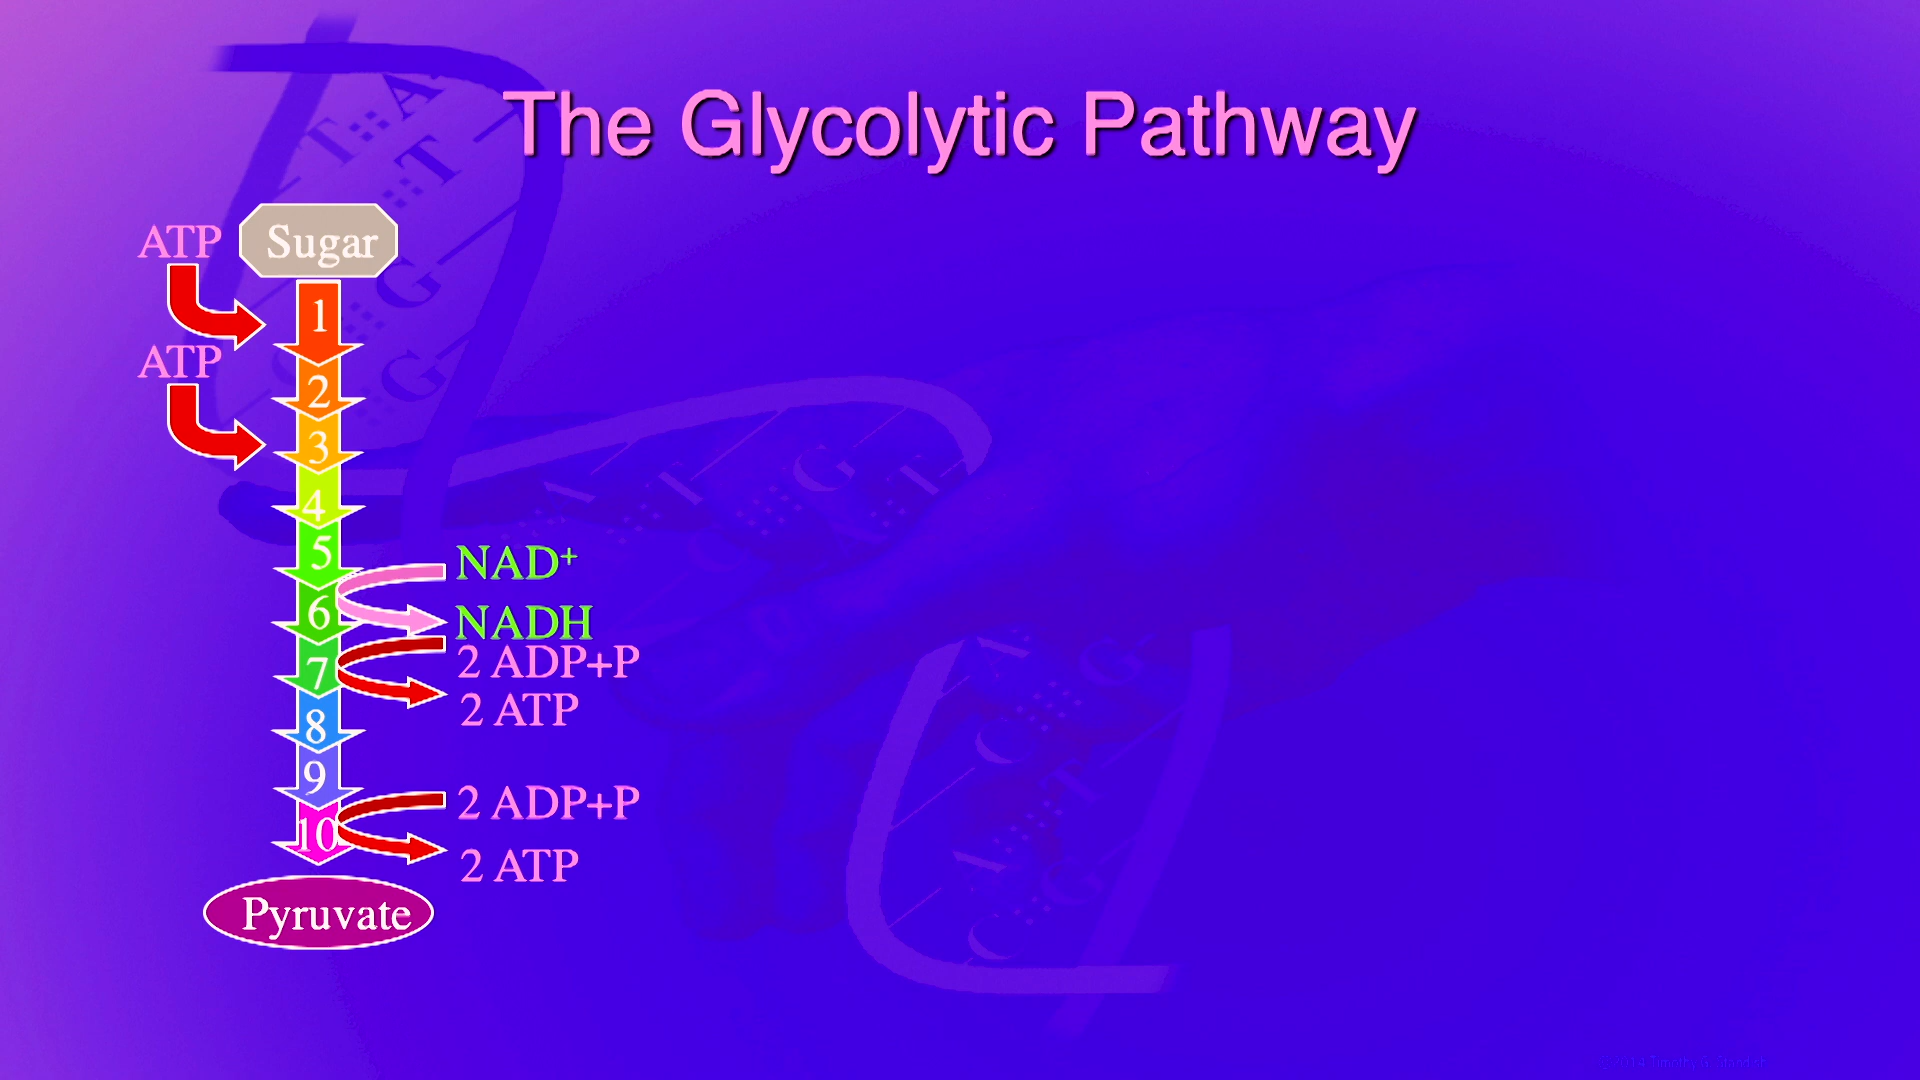 The Glycolytic Pathway
ATP
Sugar
1
ATP
2
3
4
5
NAD⁺
6
NADH
2 ADP+P
7
2 ATP
8
9
2 ADP+P
10
2 ATP
Pyruvate
A
T
T
G
G
A
T
G
T
A
G
C
T
A
G
C